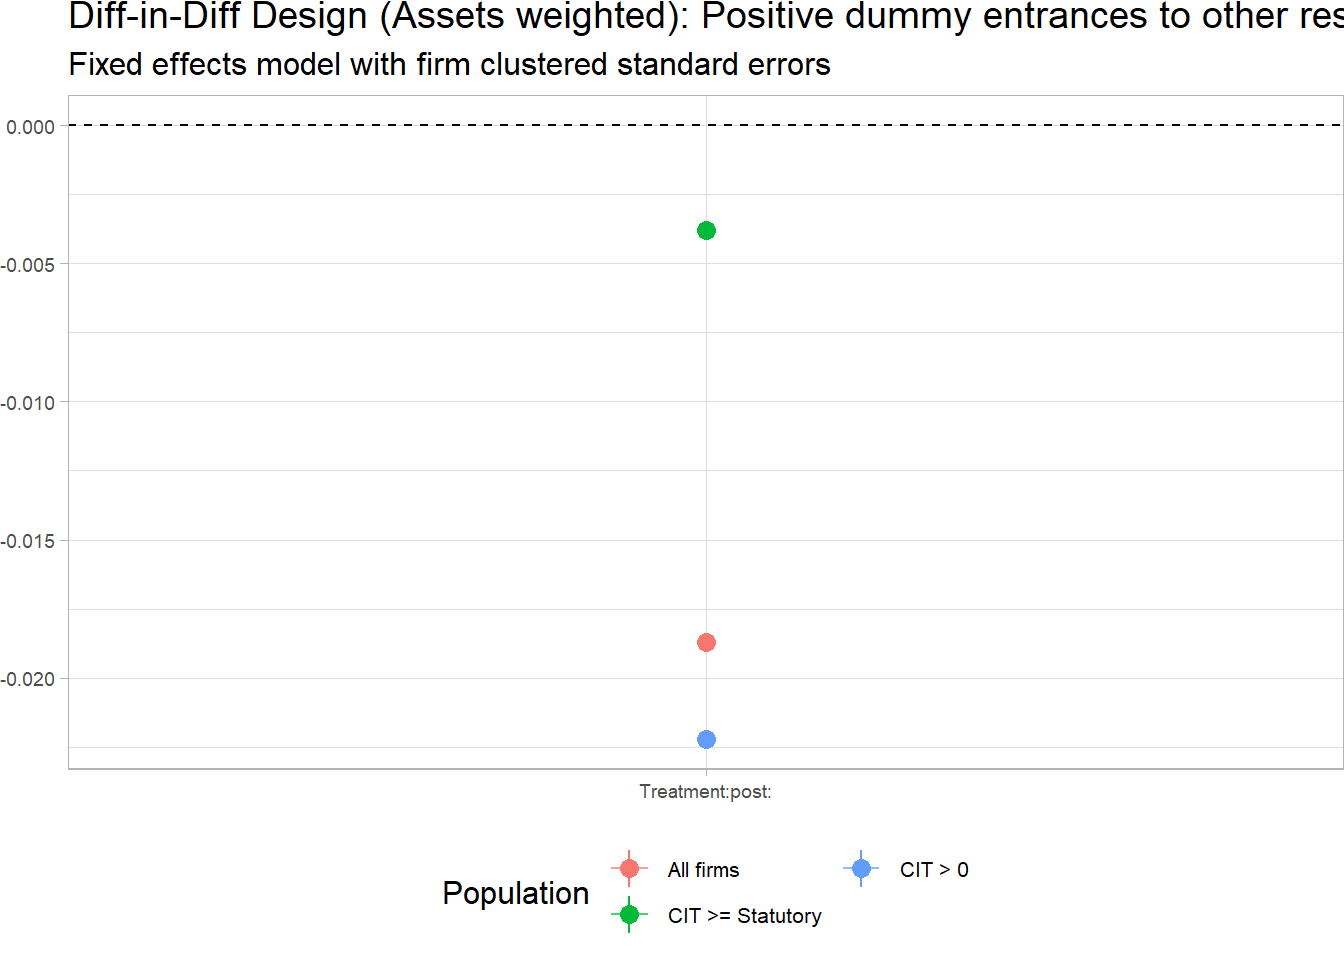 Diff-in-Diff Design (Assets weighted): Positive dummy entrances to other res
Fixed effects model with firm clustered standard errors
0.000
-0.005
-0.010
-0.015
-0.020
Treatment:post:
Population
All firms
CIT > 0
CIT >= Statutory